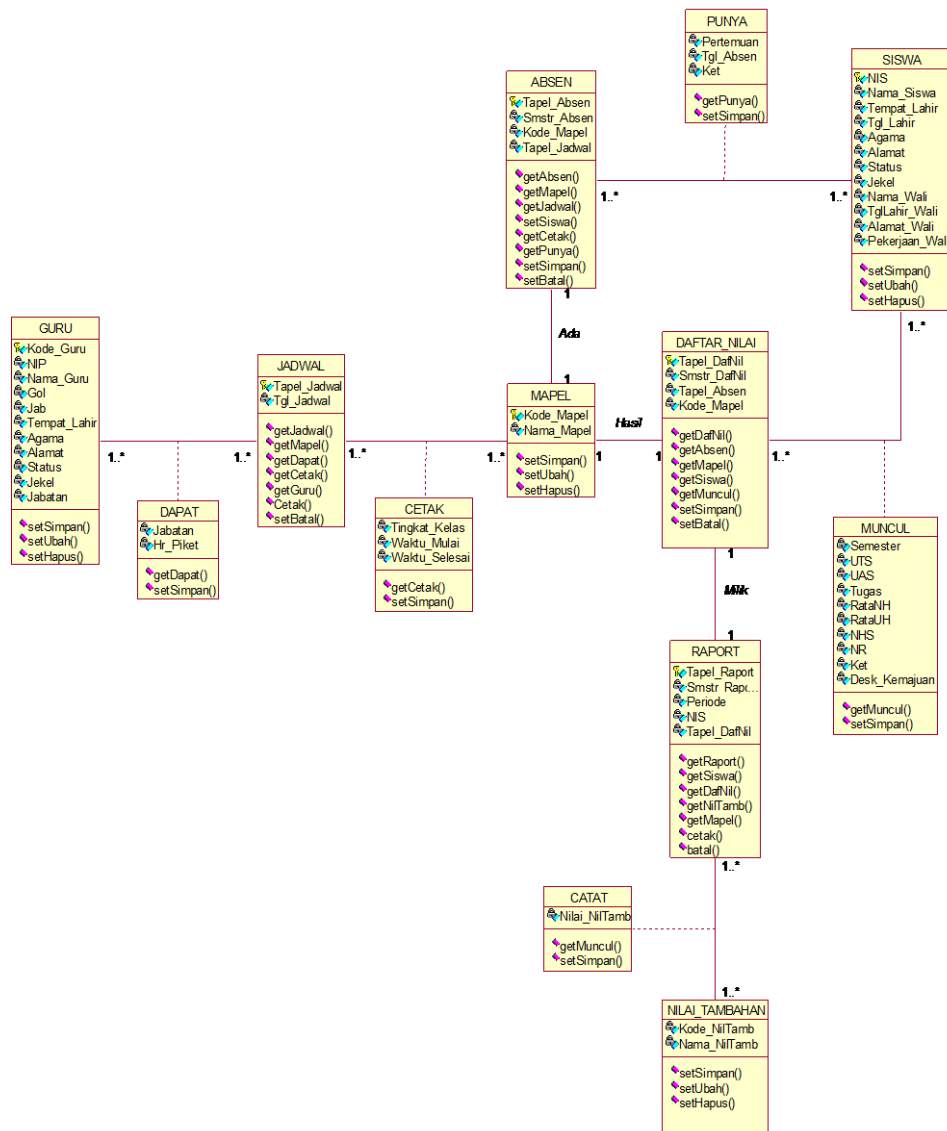 PUNYA
Pertemuan
Tgl_Absen
Ket
getPunya()
setSimpan()
SISWA
NIS
Nama_Siswa
Tempat_Lahir
Tgl_Lahir
Agama
Alamat
Status
Jekel
Nama_Wali
TglLahir_Wali
Alamat_Wali
Pekerjaan_Wal
setSimpan()
setUbah()
setHapus()
ABSEN
Tapel_Absen
Smstr_Absen
Kode_Mapel
Tapel_Jadwal
getAbsen()
getMapel()
getJadwal()
setSiswa()
getCetak()
getPunya()
setSimpan()
setBatal()
1..*
1..*
1
Ada
1
1..*
GURU
Kode_Guru
NIP
Nama_Guru
Gol
Jab
Tempat_Lahir
Agama
Alamat
Status
Jekel
Jabatan
setSimpan()
setUbah()
setHapus()
1..*
1..*
JADWAL
Tapel_Jadwal
Tgl_Jadwal
getJadwal()
getMapel()
getDapat()
getCetak()
getGuru()
Cetak()
setBatal()
1..*
1..*
MAPEL
Kode_Mapel
Nama_Mapel
setSimpan()
setUbah()
setHapus()
Hasil
1
1
DAFTAR_NILAI
Tapel_DafNil
Smstr_DafNil
Tapel_Absen
Kode_Mapel
getDafNil()
getAbsen()
getMapel()
getSiswa()
getMuncul()
setSimpan()
setBatal()
1..*
DAPAT
Jabatan
Hr_Piket
getDapat()
setSimpan()
CETAK
Tingkat_Kelas
Waktu_Mulai
Waktu_Selesai
getCetak()
setSimpan()
MUNCUL
Semester
UTS
UAS
Tugas
RataNH
RataUH
NHS
NR
Ket
Desk_Kemajuan
getMuncul()
setSimpan()
1
Milik
1
RAPORT
Tapel_Raport
Smstr_Rapo...
Periode
NIS
Tapel_DafNil
getRaport()
getSiswa()
getDafNil()
getNilTamb()
getMapel()
cetak()
batal()
1..*
CATAT
Nilai_NilTamb
getMuncul()
setSimpan()
1..*
NILAI_TAMBAHAN
Kode_NilTamb
Nama_NilTamb
setSimpan()
setUbah()
setHapus()